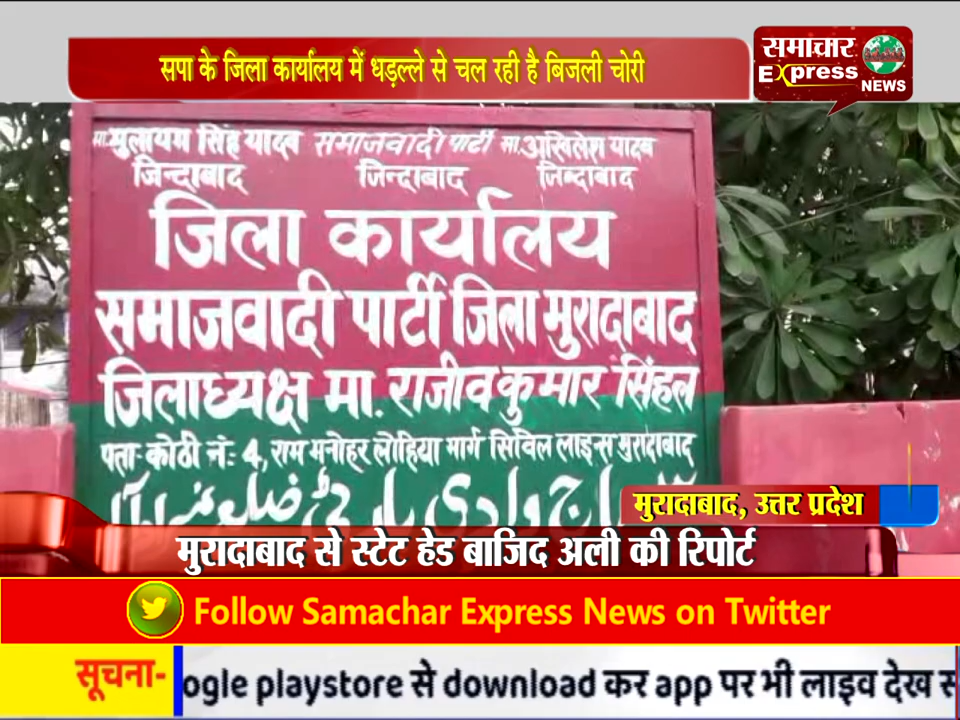 सपा के जिला कार्यालय में धड़ल्ले से चल रही है बिजली चोरी
समाचार
Express
NEWS
मा. मुलायम सिंह यादव समाजवादी पार्टी मा. अखिलेश यादव
जिन्दाबाद जिन्दाबाद जिन्दाबाद
जिला कार्यालय
समाजवादी पार्टी जिला मुरादाबाद
जिलाध्यक्ष मा. राजीव कुमार सिंहल
पता- कोठी नं- 4, राम मनोहर लोहिया मार्ग सिविल लाइन्स मुरादाबाद
मुरादाबाद, उत्तर प्रदेश
मुरादाबाद से स्टेट हेड बाजिद अली की रिपोर्ट
Follow Samachar Express News on Twitter
सूचना- ogle playstore से download कर app पर भी लाइव देख